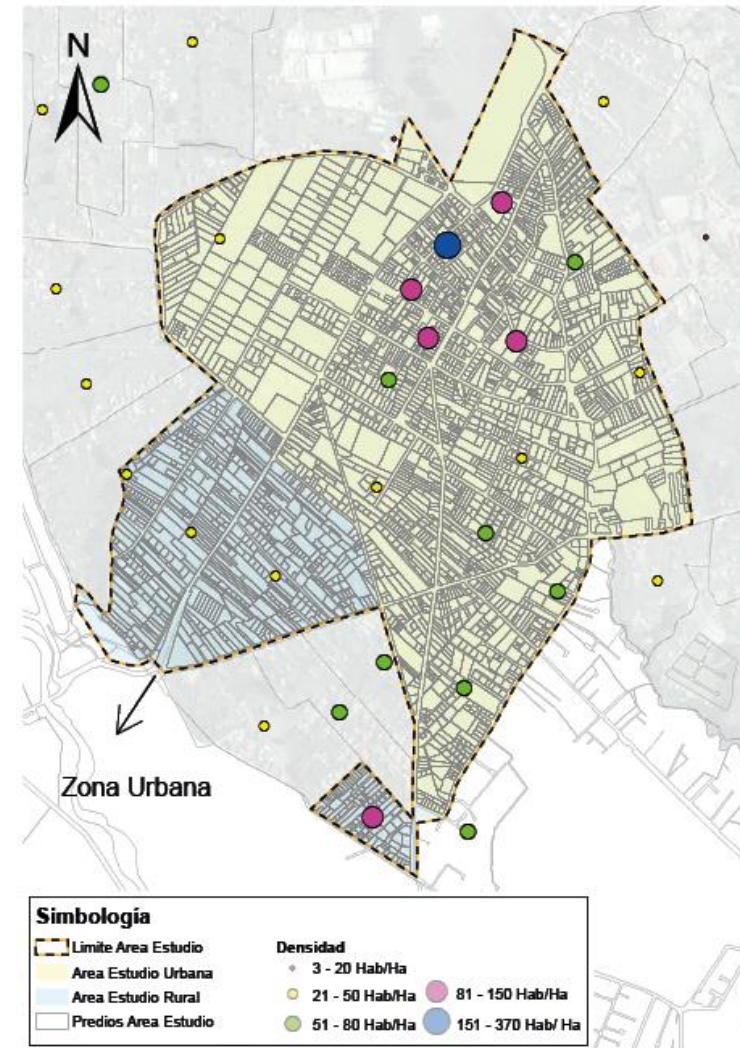 N
Zona Urbana
Simbología
Limite Area Estudio
Area Estudio Urbana
Area Estudio Rural
Predios Area Estudio
Densidad
3 - 20 Hab/Ha
21 - 50 Hab/Ha
51 - 80 Hab/Ha
81 - 150 Hab/Ha
151 - 370 Hab/ Ha